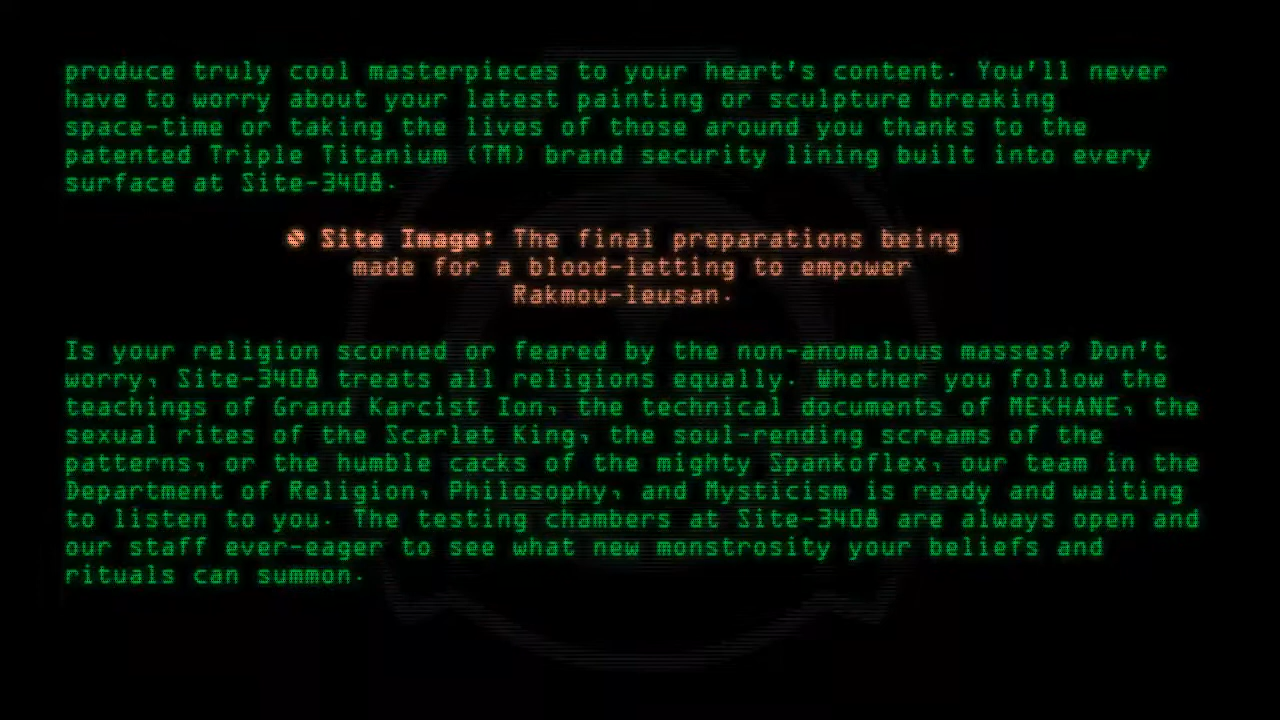 produce truly cool masterpieces to your heart's content. You'll never
have to worry about your latest painting or sculpture breaking
space-time or taking the lives of those around you thanks to the
patented Triple Titanium (TM) brand security lining built into every
surface at Site-3408.
Site Image: The final preparations being
made for a blood-letting to empower
Rakmou-leusan.
Is your religion scorned or feared by the non-anomalous masses? Don't
worry, Site-3408 treats all religions equally. Whether you follow the
teachings of Grand Karcist Ion, the technical documents of MEKHANE, the
sexual rites of the Scarlet King, the soul-rending screams of the
patterns, or the humble cacks of the mighty Spankoflex, our team in the
Department of Religion, Philosophy, and Mysticism is ready and waiting
to listen to you. The testing chambers at Site-3408 are always open and
our staff ever-eager to see what new monstrosity your beliefs and
rituals can summon.